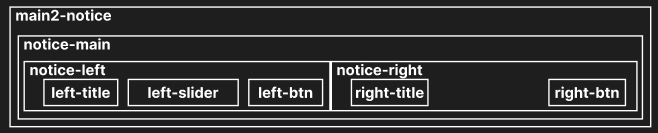 main2-notice
notice-main
notice-left
notice-right
left-title left-slider left-btn right-title right-btn